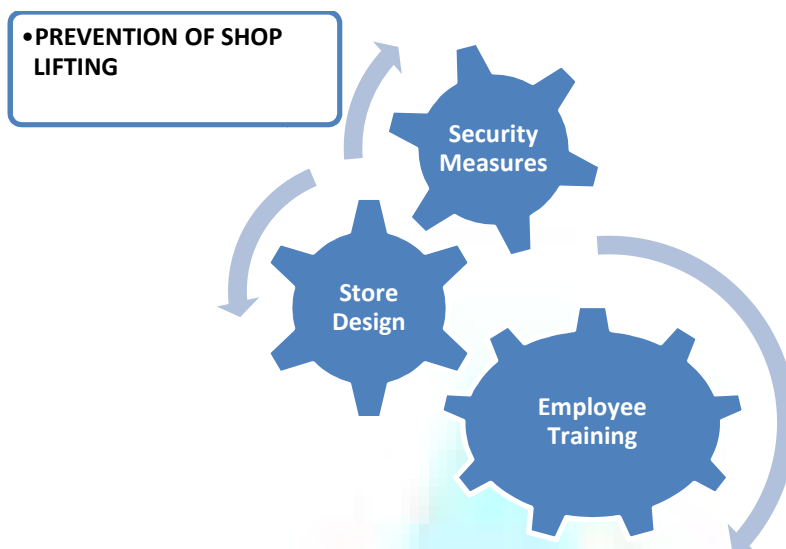 •PREVENTION OF SHOP
LIFTING
Security
Measures
Store
Design
Employee
Training